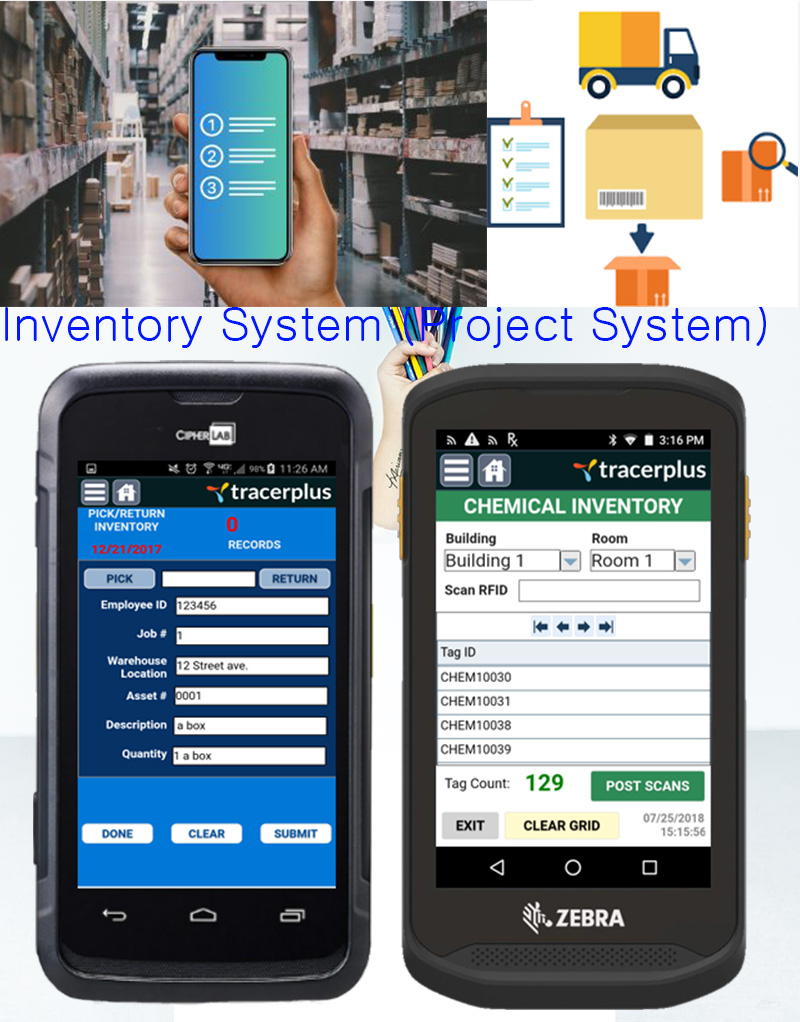 1
2
3
Inventory System (Project System)
CIPHERLAB
98% 11:26 AM
tracerplus
PICK/RETURN
INVENTORY
0
12/21/2017
RECORDS
PICK
RETURN
Employee ID 123456
Job # 1
Warehouse
Location 12 Street ave.
Asset # 0001
Description a box
Quantity 1 a box
DONE CLEAR SUBMIT
3:16 PM
tracerplus
CHEMICAL INVENTORY
Building Room
Building 1 Room 1
Scan RFID
Tag ID
CHEM10030
CHEM10031
CHEM10038
CHEM10039
Tag Count: 129 POST SCANS
EXIT CLEAR GRID
07/25/2018
15:15:56
ZEBRA